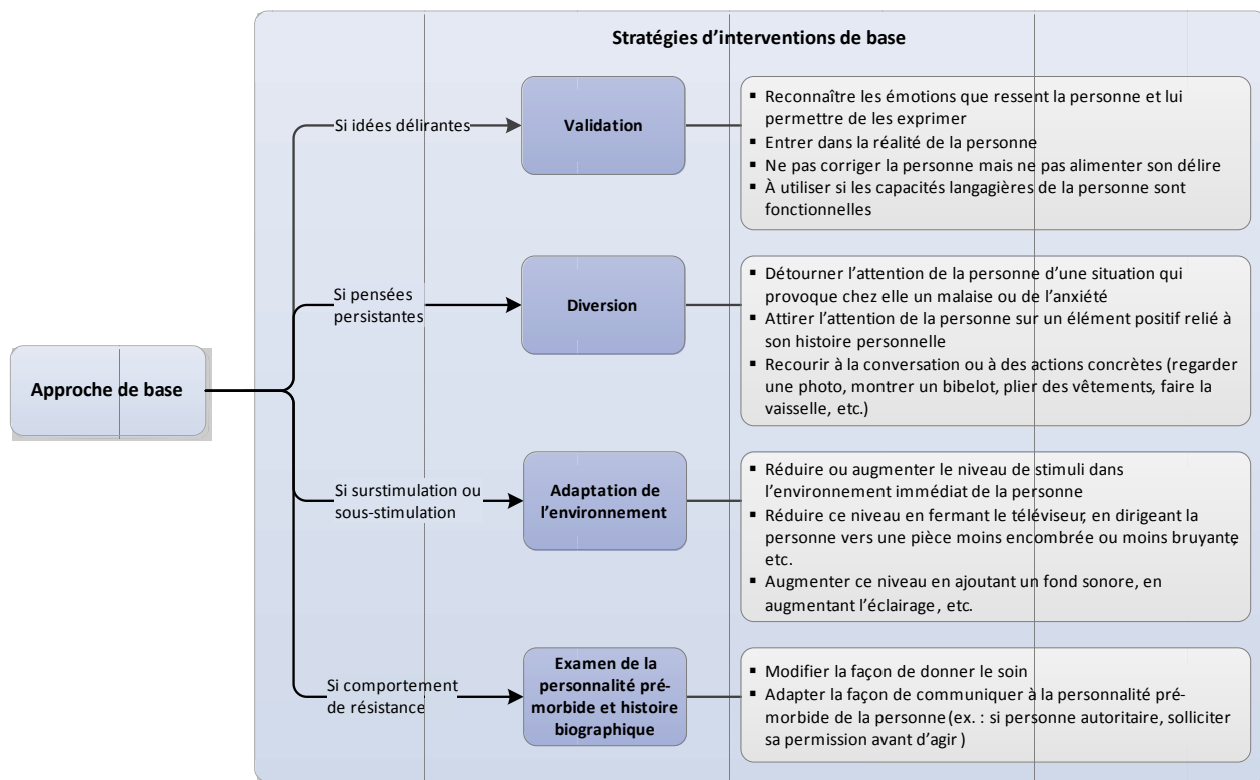 Stratégies d’interventions de base
Approche de base
Si idées délirantes
Validation
▪ Reconnaître les émotions que ressent la personne et lui
permettre de les exprimer
▪ Entrer dans la réalité de la personne
▪ Ne pas corriger la personne mais ne pas alimenter son délire
▪ À utiliser si les capacités langagières de la personne sont
fonctionnelles
Si pensées
persistantes
Diversion
▪ Détourner l’attention de la personne d’une situation qui
provoque chez elle un malaise ou de l’anxiété
▪ Attirer l’attention de la personne sur un élément positif relié à
son histoire personnelle
▪ Recourir à la conversation ou à des actions concrètes (regarder
une photo, montrer un bibelot, plier des vêtements, faire la
vaisselle, etc.)
Si surstimulation ou
sous-stimulation
Adaptation de
l’environnement
▪ Réduire ou augmenter le niveau de stimuli dans
l’environnement immédiat de la personne
▪ Réduire ce niveau en fermant le téléviseur, en dirigeant la
personne vers une pièce moins encombrée ou moins bruyante,
etc.
▪ Augmenter ce niveau en ajoutant un fond sonore, en
augmentant l’éclairage, etc.
Si comportement
de résistance
Examen de la
personnalité pré-
morbide et histoire
biographique
▪ Modifier la façon de donner le soin
▪ Adapter la façon de communiquer à la personnalité pré-
morbide de la personne (ex. : si personne autoritaire, solliciter
sa permission avant d’agir )